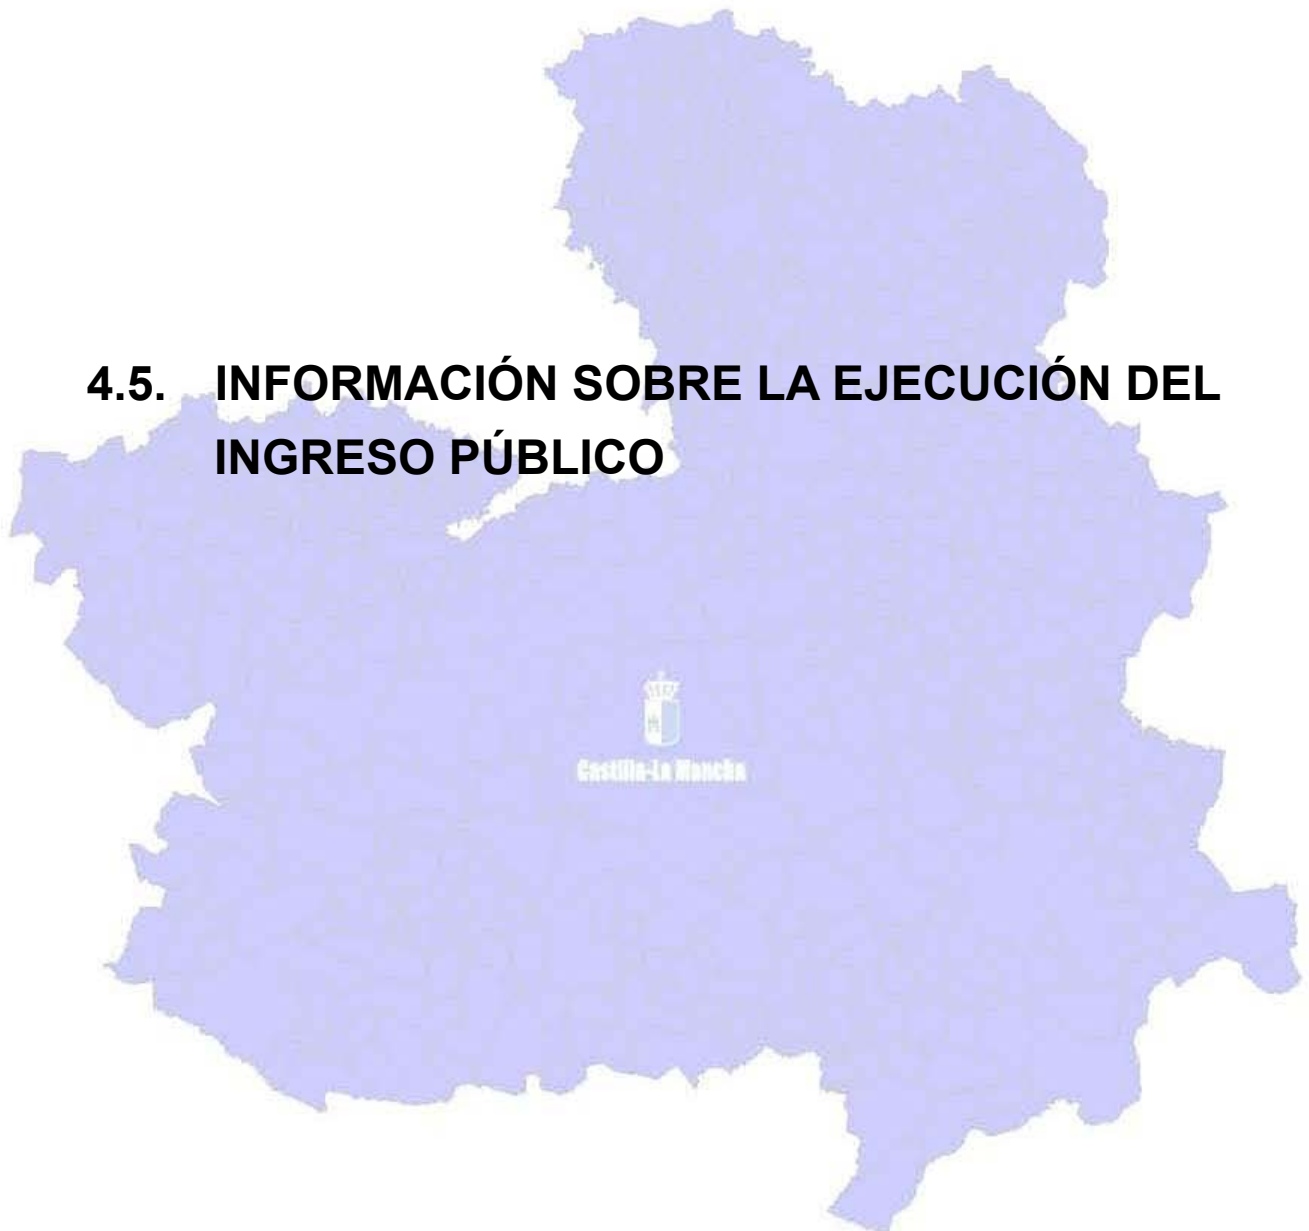 4.5. INFORMACIÓN SOBRE LA EJECUCIÓN DEL
INGRESO PÚBLICO
Castilla-La Mancha